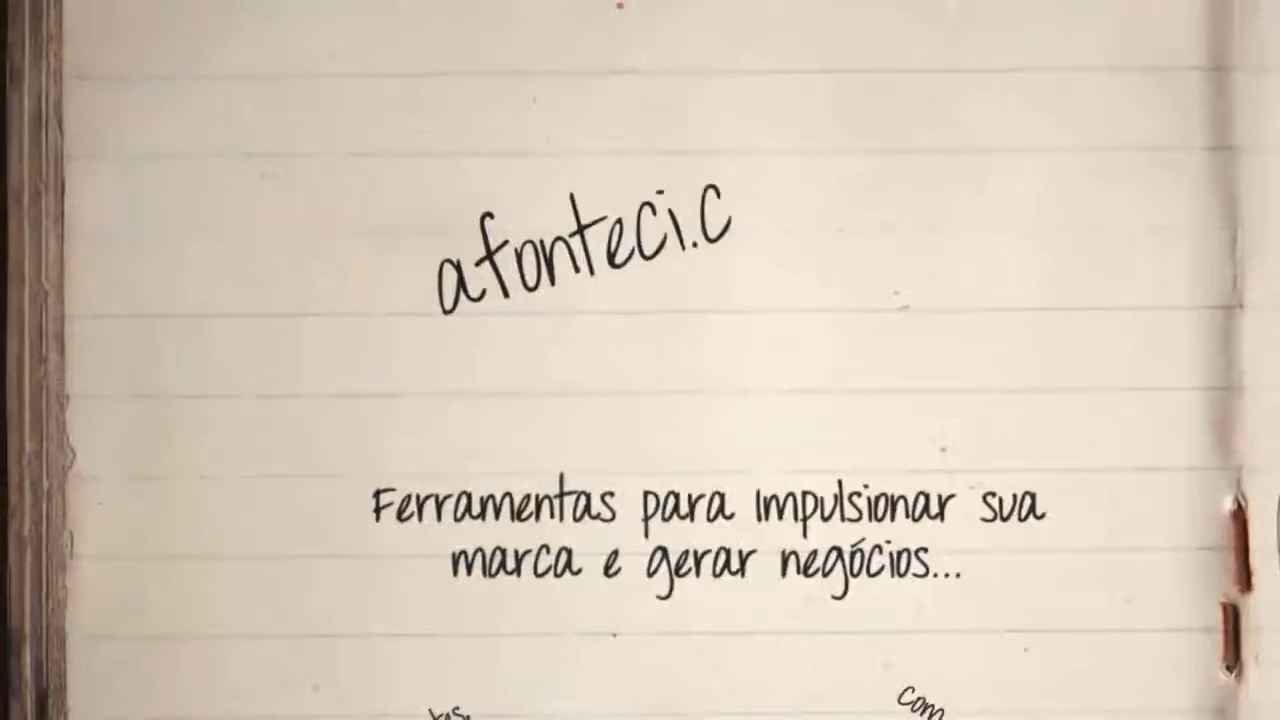 afonteci.c
Ferramentas para impulsionar sua
marca e gerar negócios...
com